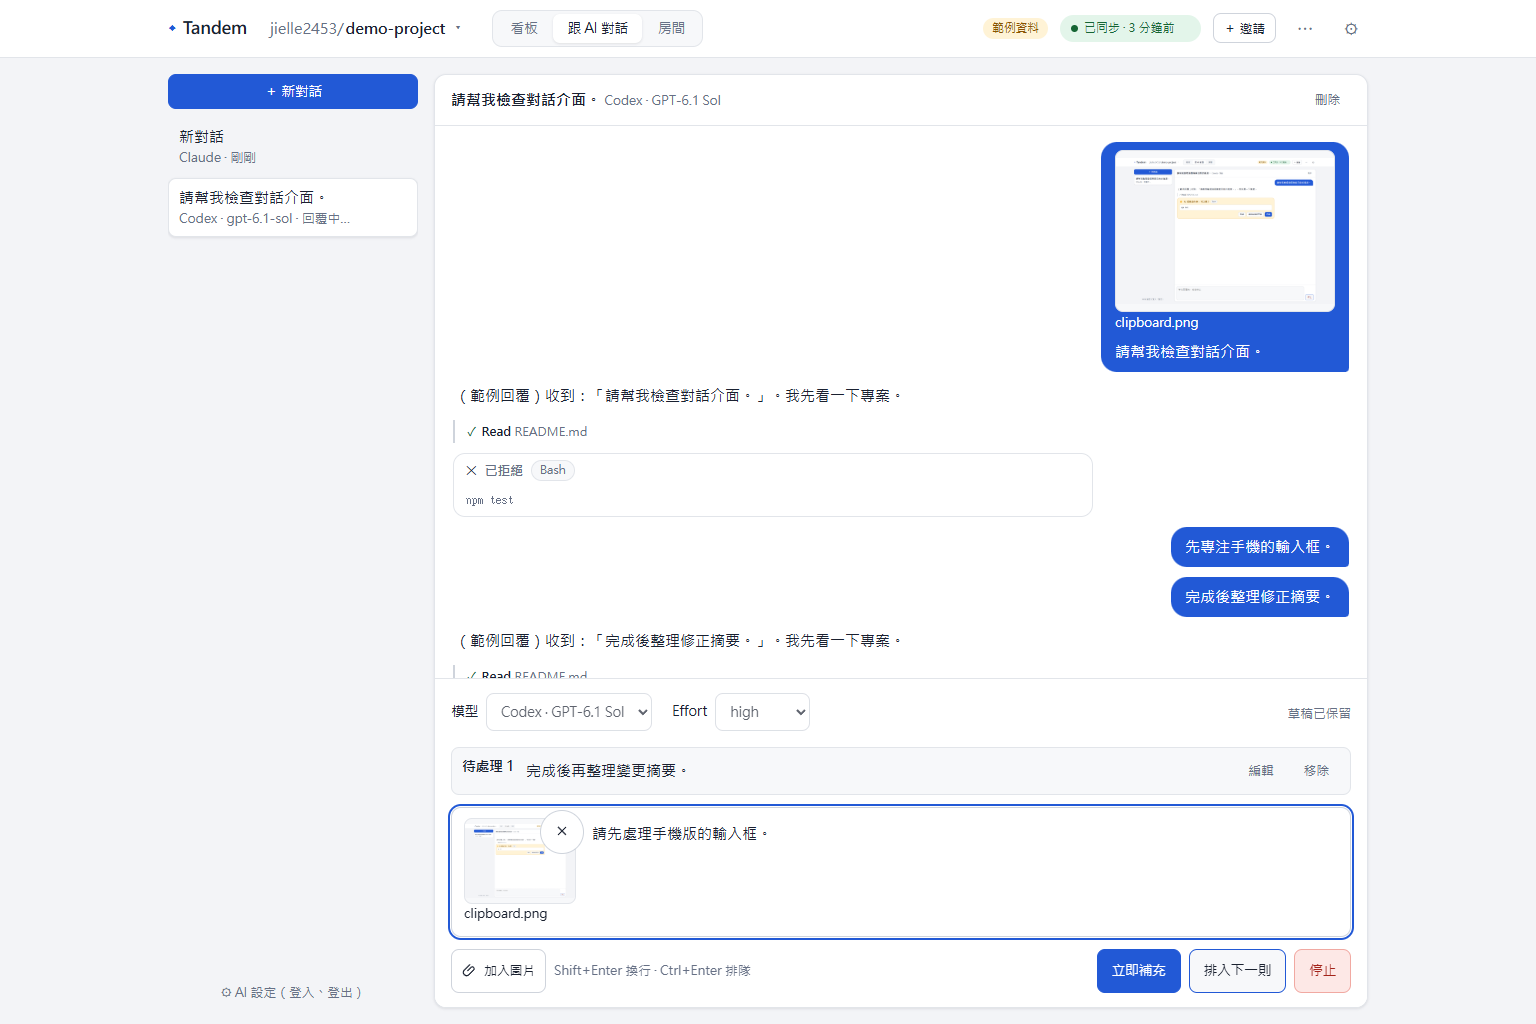 Tandem
jielle2453/demo-project
看板
跟 AI 對話
房間
範例資料
已同步 · 3 分鐘前
+ 邀請
+ 新對話
新對話
Claude · 剛剛
請幫我檢查對話介面。
Codex · gpt-6.1-sol · 回覆中...
AI 設定（登入、登出）
請幫我檢查對話介面。 Codex · GPT-6.1 Sol
刪除
clipboard.png
請幫我檢查對話介面。
（範例回覆）收到：「請幫我檢查對話介面。」。我先看一下專案。
✓ Read README.md
× 已拒絕 Bash
npm test
先專注手機的輸入框。
完成後整理修正摘要。
（範例回覆）收到：「完成後整理修正摘要。」。我先看一下專案。
✓ Read README.md
模型 Codex · GPT-6.1 Sol
Effort high
草稿已保留
待處理 1 完成後再整理變更摘要。
編輯
移除
請先處理手機版的輸入框。
clipboard.png
加入圖片
Shift+Enter 換行 · Ctrl+Enter 排隊
立即補充
排入下一則
停止